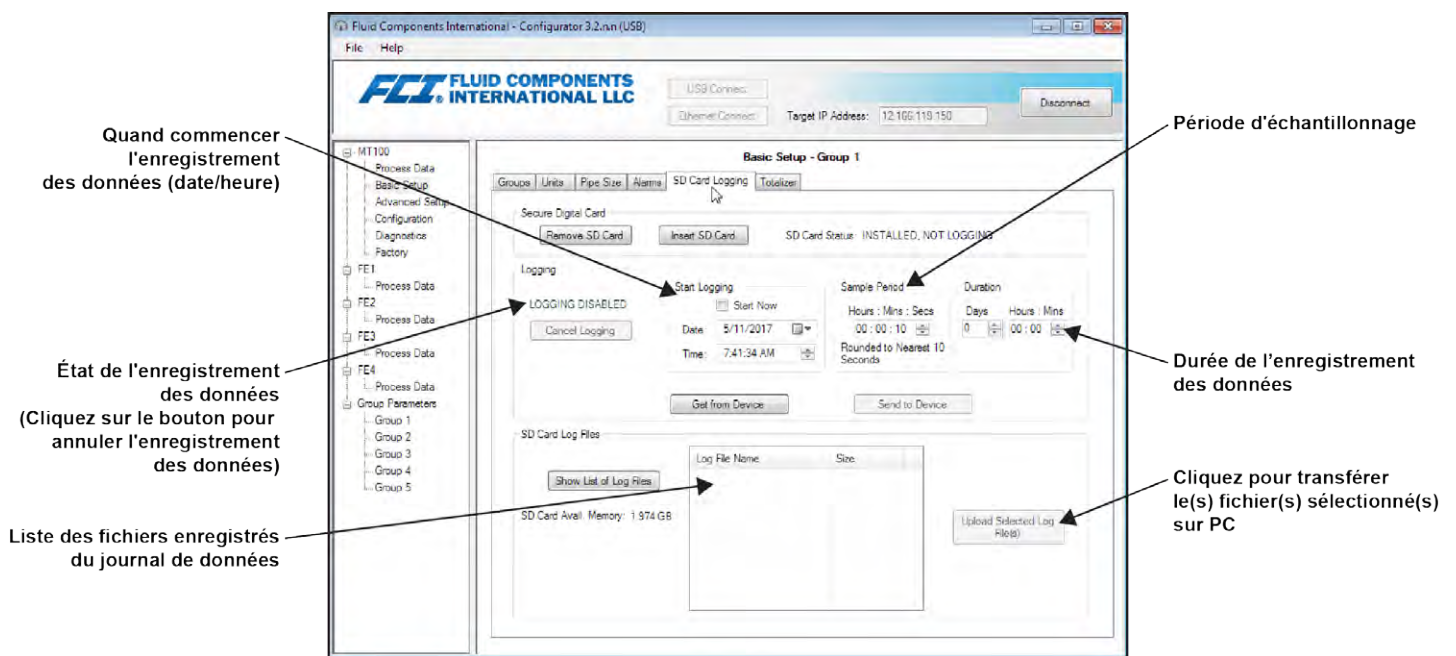 Fluid Components International - Configurator 3.2.n.n (USB)
File Help
FCI FLUID COMPONENTS
® INTERNATIONAL LLC
USB Connect
Ethernet Connect
Target IP Address: 12.166.119.150
Disconnect
Quand commencer
l'enregistrement
des données (date/heure)
État de l'enregistrement
des données
(Cliquez sur le bouton pour
annuler l'enregistrement
des données)
Liste des fichiers enregistrés
du journal de données
MT100
Process Data
Basic Setup
Advanced Setup
Configuration
Diagnostics
Factory
FE1
Process Data
FE2
Process Data
FE3
Process Data
FE4
Process Data
Group Parameters
Group 1
Group 2
Group 3
Group 4
Group 5
Basic Setup - Group 1
Groups Units Pipe Size Alarms SD Card Logging Totalizer
Secure Digital Card
Remove SD Card Insert SD Card SD Card Status: INSTALLED, NOT LOGGING
Logging
LOGGING DISABLED
Cancel Logging
Start Logging
Start Now
Date 5/11/2017
Time: 7:41:34 AM
Sample Period
Hours : Mins : Secs
00 : 00 : 10
Rounded to Nearest 10
Seconds
Duration
Days Hours : Mins
0 00 : 00
Get from Device Send to Device
SD Card Log Files
Show List of Log Files
SD Card Avail. Memory: 1.974 GB
Log File Name Size
Upload Selected Log
File(s)
Période d'échantillonnage
Durée de l’enregistrement
des données
Cliquez pour transférer
le(s) fichier(s) sélectionné(s)
sur PC